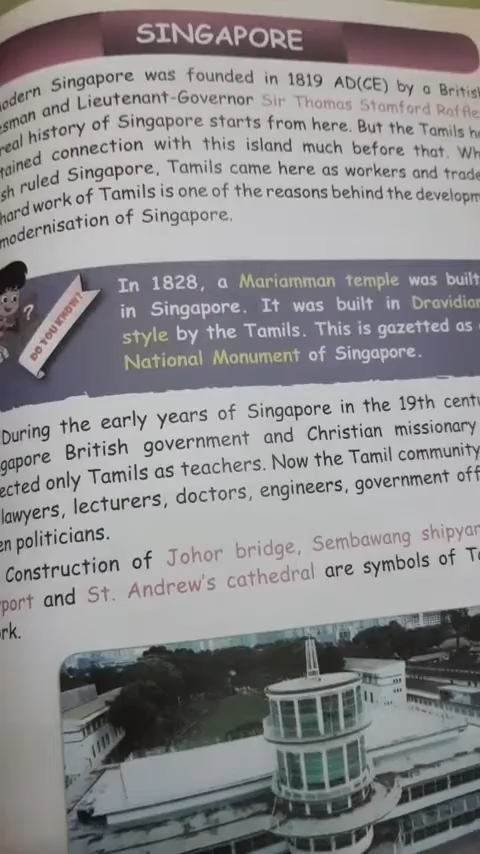 SINGAPORE
odern Singapore was founded in 1819 AD(CE) by a British
esman and Lieutenant-Governor Sir Thomas Stamford Raffle
real history of Singapore starts from here. But the Tamils h
tained connection with this island much before that. Wh
sh ruled Singapore, Tamils came here as workers and trade
hard work of Tamils is one of the reasons behind the developm
modernisation of Singapore.
DO YOU KNOW?
?
In 1828, a Mariamman temple was built
in Singapore. It was built in Dravidian
style by the Tamils. This is gazetted as
National Monument of Singapore.
During the early years of Singapore in the 19th centu
gapore British government and Christian missionary
ected only Tamils as teachers. Now the Tamil community
lawyers, lecturers, doctors, engineers, government off
en politicians.
Construction of Johor bridge, Sembawang shipyar
port and St. Andrew's cathedral are symbols of Ta
rk.